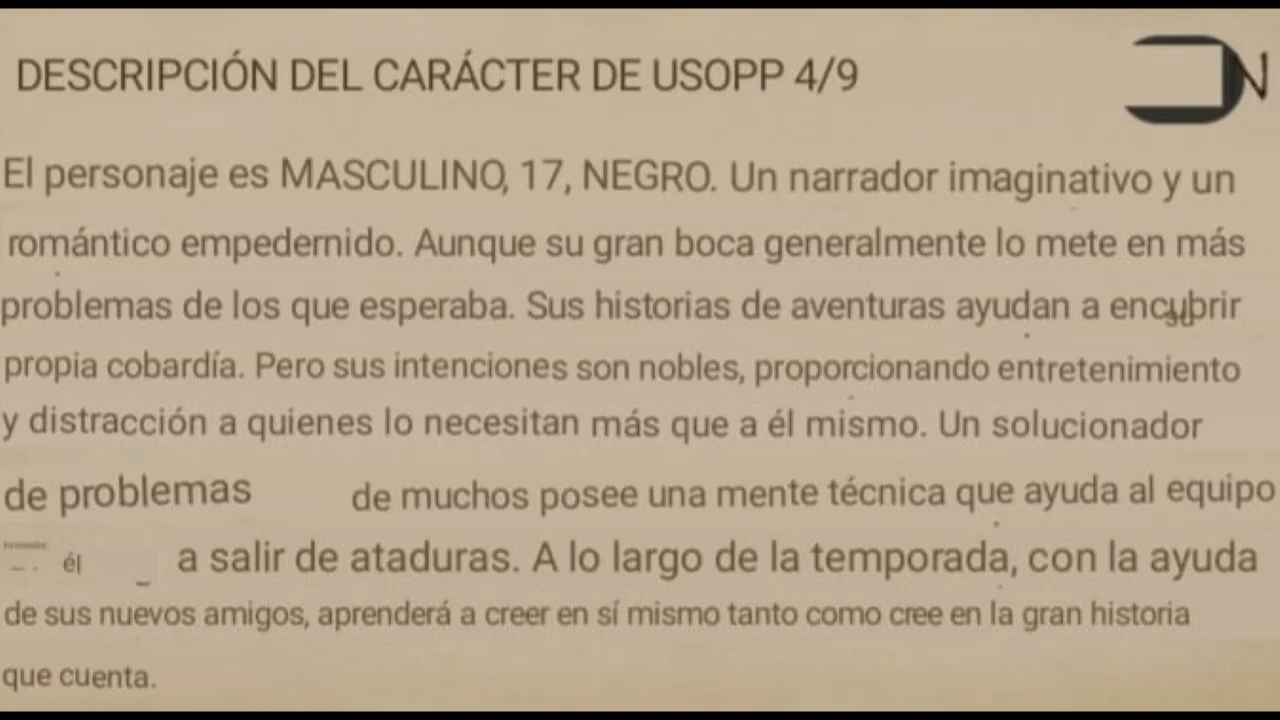 DESCRIPCIÓN DEL CARÁCTER DE USOPP 4/9
N
El personaje es MASCULINO, 17, NEGRO. Un narrador imaginativo y un
romántico empedernido. Aunque su gran boca generalmente lo mete en más
problemas de los que esperaba. Sus historias de aventuras ayudan a encubrir
su
propia cobardía. Pero sus intenciones son nobles, proporcionando entretenimiento
y distracción a quienes lo necesitan más que a él mismo. Un solucionador
de problemas de muchos posee una mente técnica que ayuda al equipo
él a salir de ataduras. A lo largo de la temporada, con la ayuda
de sus nuevos amigos, aprenderá a creer en sí mismo tanto como cree en la gran historia
que cuenta.